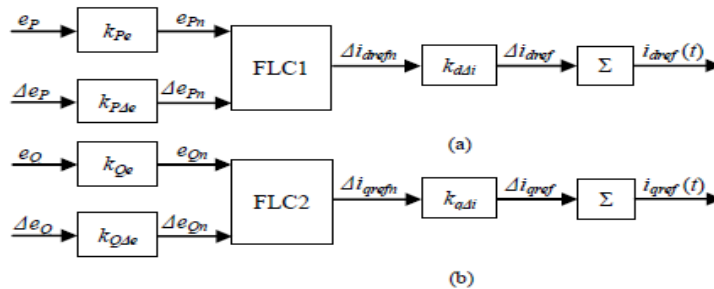 e_P k_Pe e_Pn
FLC1 Δi_drefn k_dΔi Δi_dref Σ i_dref (t)
Δe_P k_PΔe Δe_Pn
(a)
e_Q k_Qe e_Qn
FLC2 Δi_qrefn k_qΔi Δi_qref Σ i_qref (t)
Δe_Q k_QΔe Δe_Qn
(b)